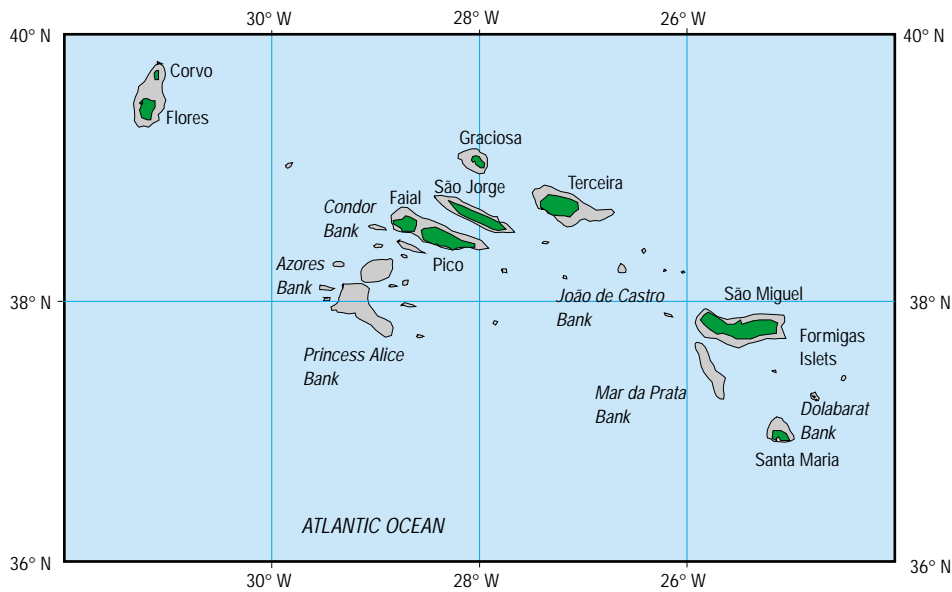 30° W
28° W
26° W
40° N
40° N
Corvo
Flores
Graciosa
São Jorge
Terceira
Faial
Condor
Bank
Pico
Azores
Bank
38° N
38° N
João de Castro
Bank
São Miguel
Formigas
Islets
Princess Alice
Bank
Mar da Prata
Bank
Dolabarat
Bank
Santa Maria
ATLANTIC OCEAN
36° N
36° N
30° W
28° W
26° W